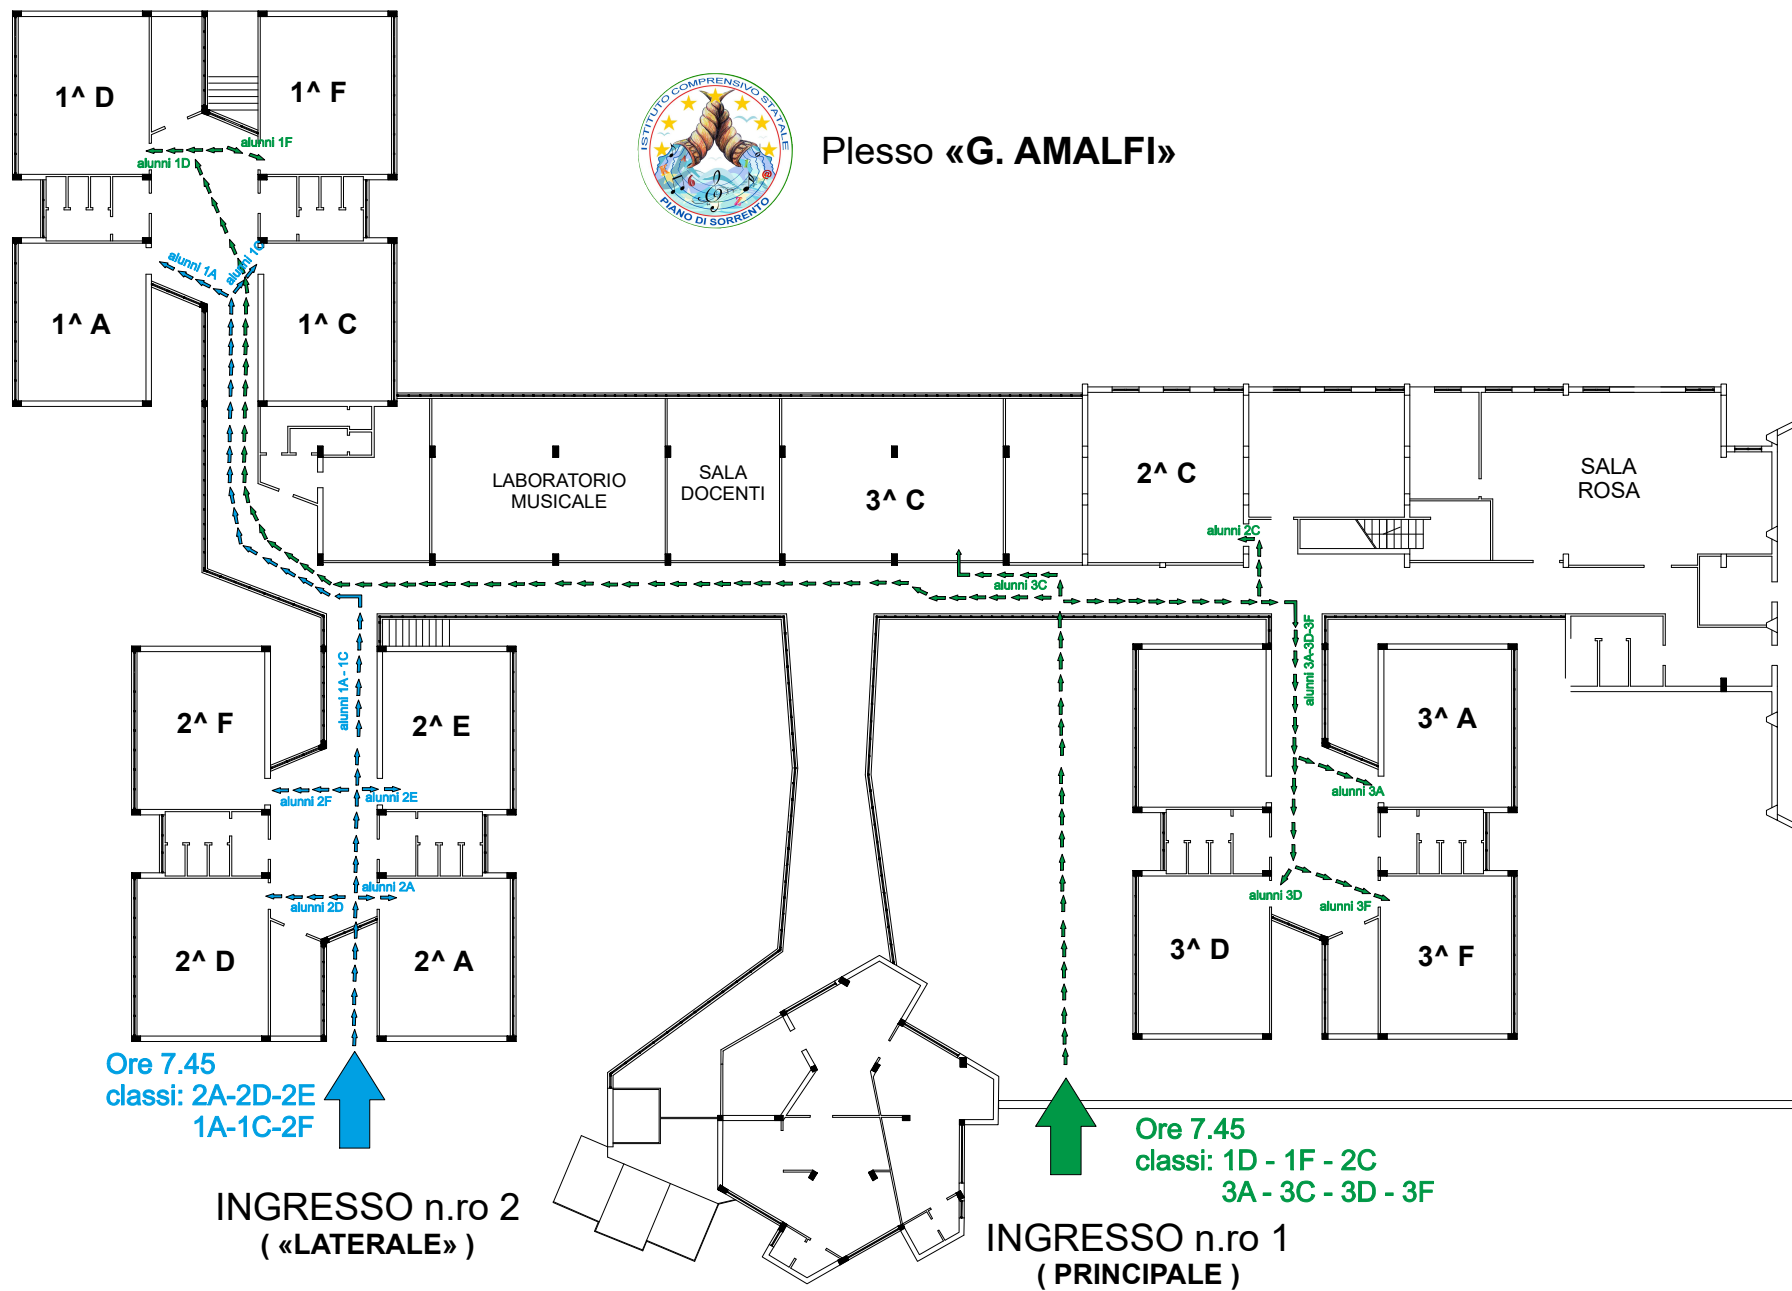 1^ D
1^ F
ISTITUTO COMPRENSIVO STATALE
PIANO DI SORRENTO
Plesso «G. AMALFI»
alunni 1F
alunni 1D
alunni 1A
alunni 1C
1^ A
1^ C
LABORATORIO
MUSICALE
SALA
DOCENTI
3^ C
2^ C
SALA
ROSA
alunni 2C
alunni 3C
alunni 1A - 1C
alunni 3A-3D-3F
2^ F
2^ E
3^ A
alunni 2F
alunni 2E
alunni 3A
alunni 2A
alunni 2D
alunni 3D
alunni 3F
2^ D
2^ A
3^ D
3^ F
Ore 7.45
classi: 2A-2D-2E
1A-1C-2F
INGRESSO n.ro 2
( «LATERALE» )
Ore 7.45
classi: 1D - 1F - 2C
3A - 3C - 3D - 3F
INGRESSO n.ro 1
( PRINCIPALE )